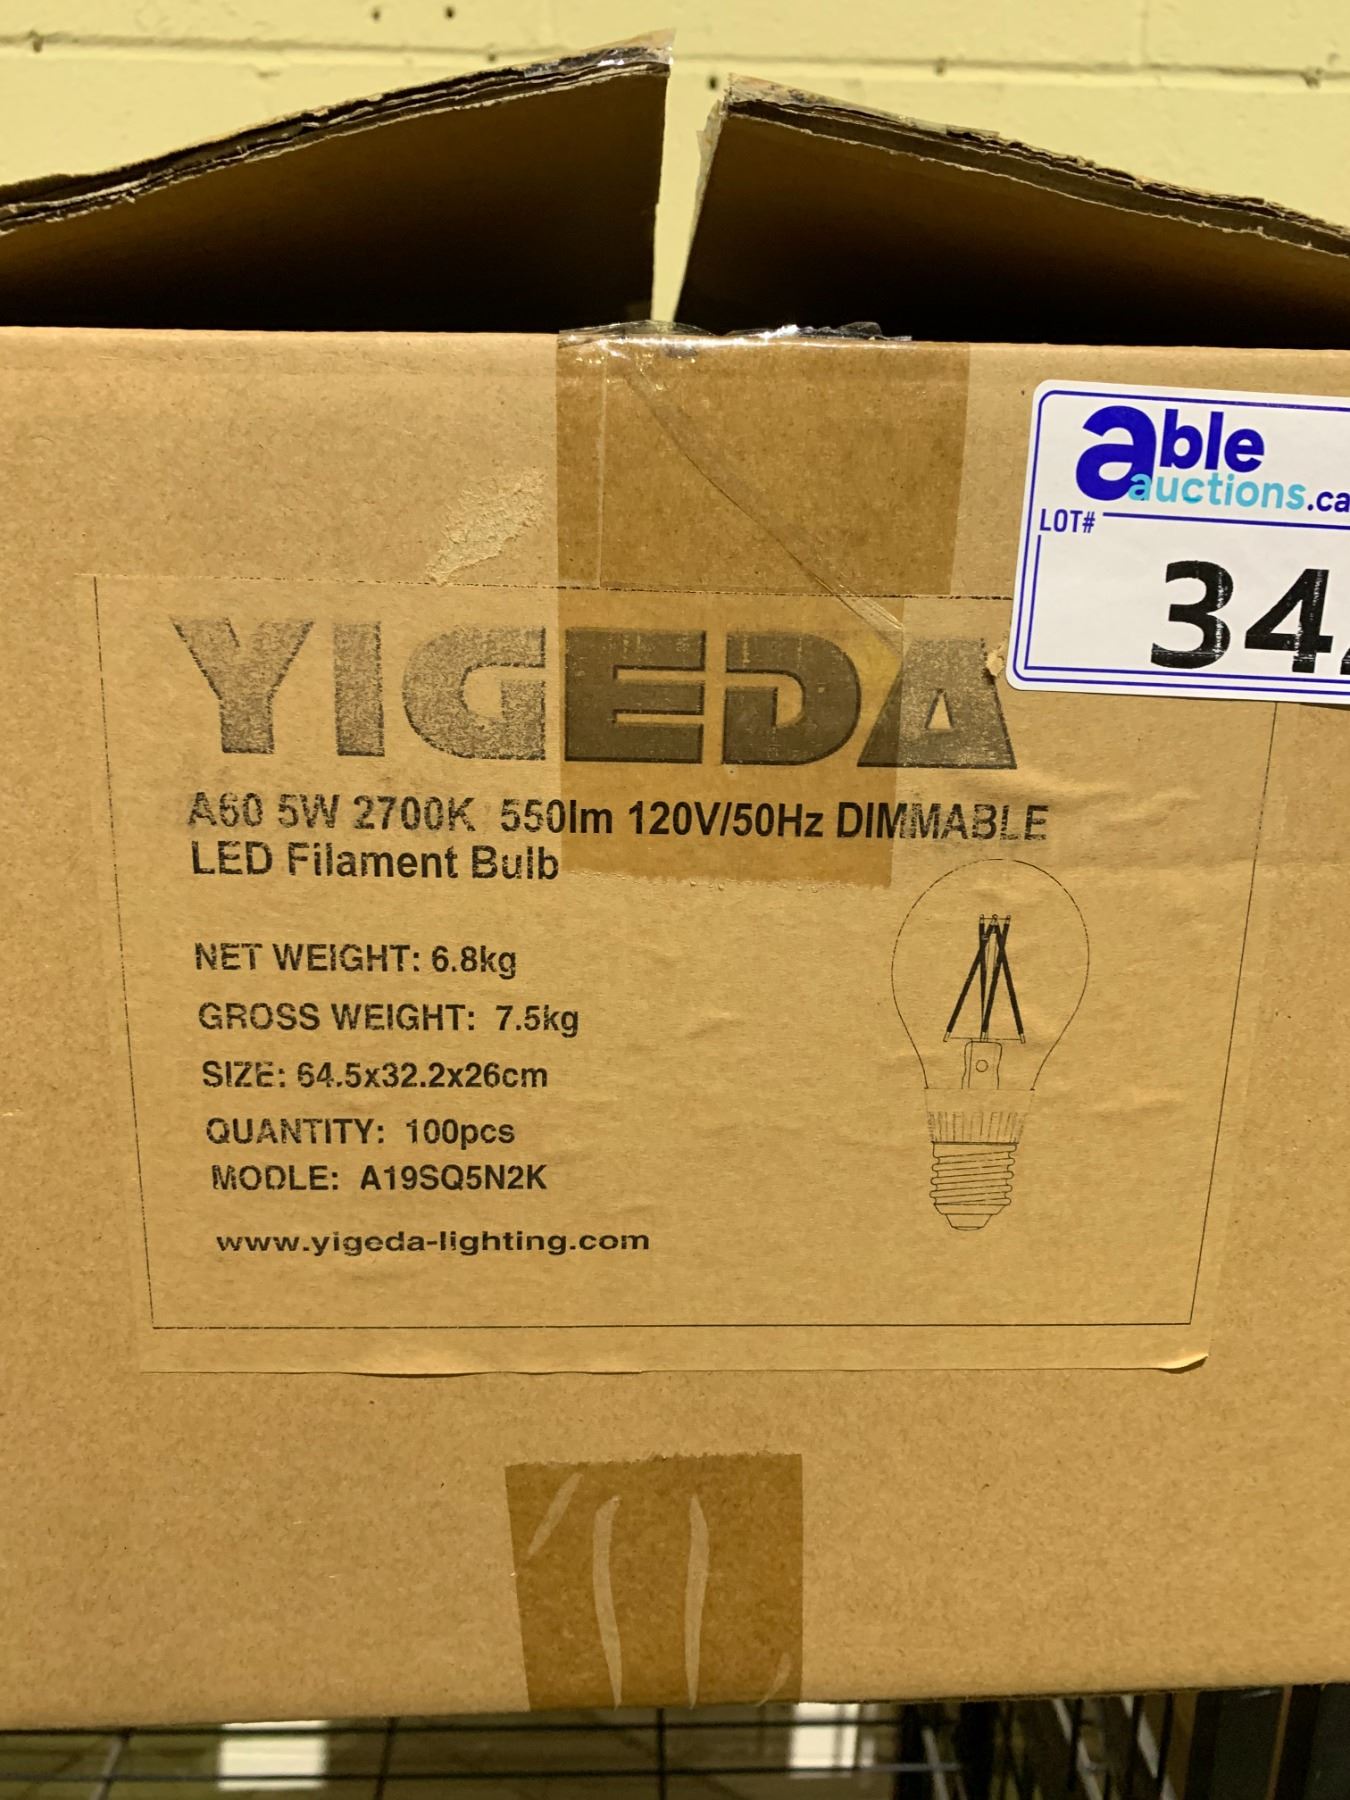 able
auctions.ca
LOT#
34
YIGEDA
A60 5W 2700K 550lm 120V/50Hz DIMMABLE
LED Filament Bulb
NET WEIGHT: 6.8kg
GROSS WEIGHT: 7.5kg
SIZE: 64.5x32.2x26cm
QUANTITY: 100pcs
MODLE: A19SQ5N2K
www.yigeda-lighting.com